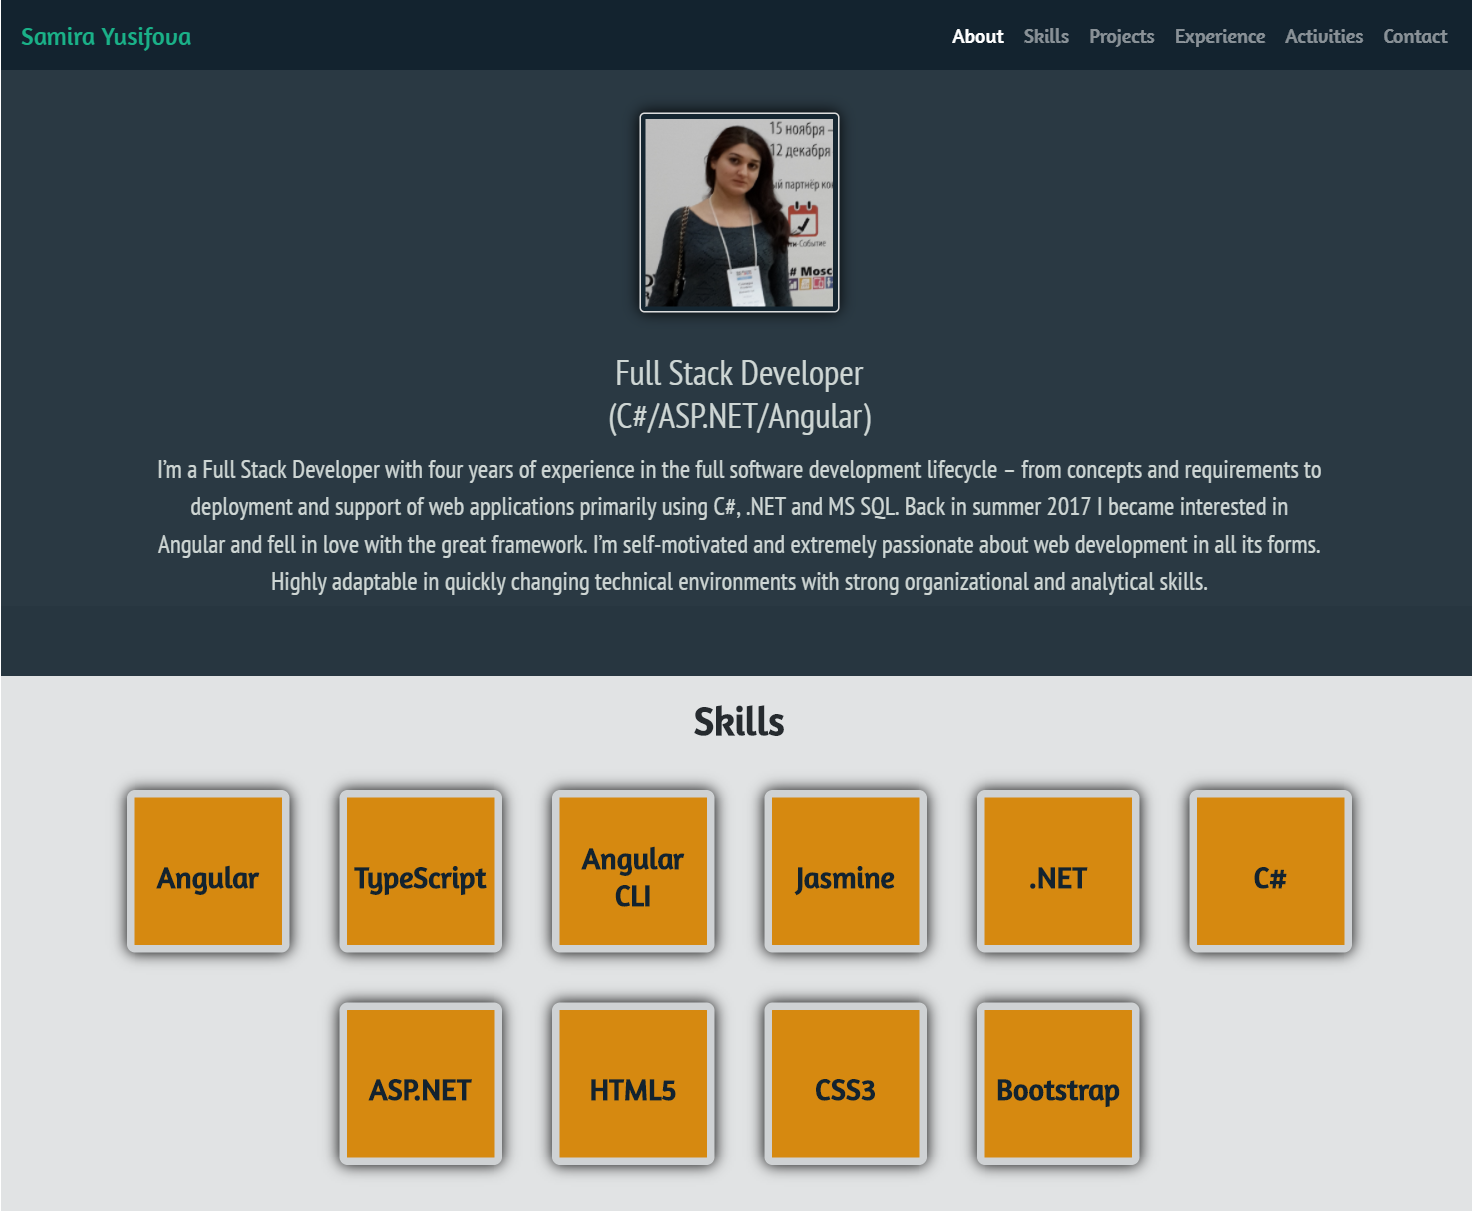 Samira Yusifova
About Skills Projects Experience Activities Contact
15 ноября –
12 декабря
# Mosc
Full Stack Developer
(C#/ASP.NET/Angular)
I’m a Full Stack Developer with four years of experience in the full software development lifecycle – from concepts and requirements to
deployment and support of web applications primarily using C#, .NET and MS SQL. Back in summer 2017 I became interested in
Angular and fell in love with the great framework. I’m self-motivated and extremely passionate about web development in all its forms.
Highly adaptable in quickly changing technical environments with strong organizational and analytical skills.
Skills
Angular
TypeScript
Angular
CLI
Jasmine
.NET
C#
ASP.NET
HTML5
CSS3
Bootstrap